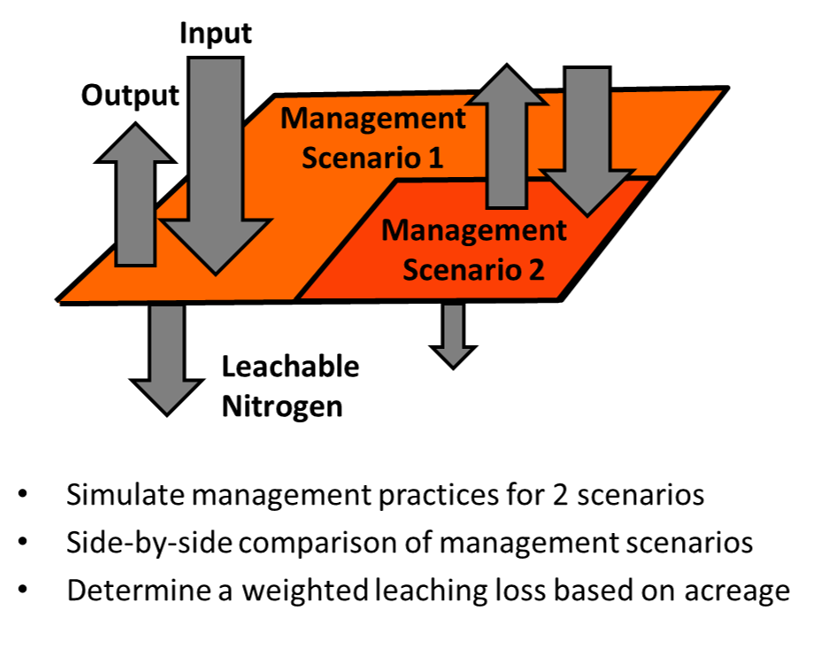 Input
Output
Management
Scenario 1
Management
Scenario 2
Leachable
Nitrogen
• Simulate management practices for 2 scenarios
• Side-by-side comparison of management scenarios
• Determine a weighted leaching loss based on acreage